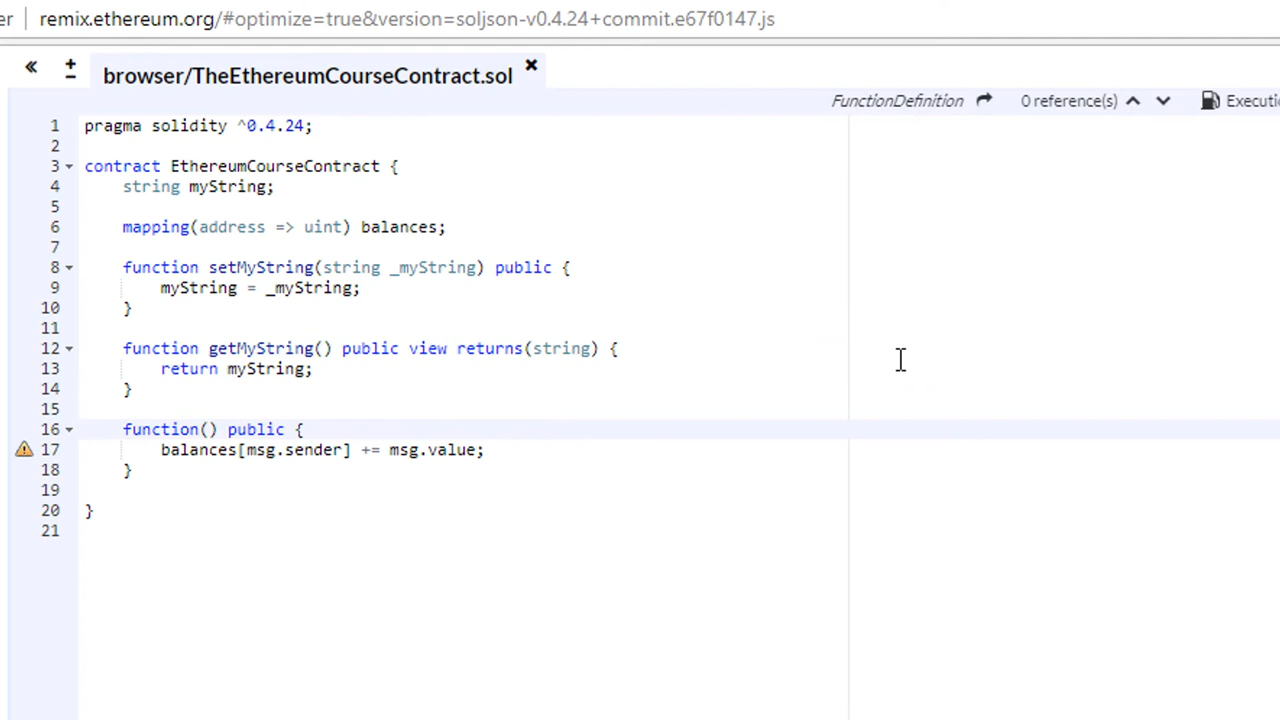 er remix.ethereum.org/#optimize=true&version=soljson-v0.4.24+commit.e67f0147.js
« ± browser/TheEthereumCourseContract.sol ×
FunctionDefinition 0 reference(s) Executi
1 pragma solidity ^0.4.24;
2
3 contract EthereumCourseContract {
4 string myString;
5
6 mapping(address => uint) balances;
7
8 function setMyString(string _myString) public {
9 myString = _myString;
10 }
11
12 function getMyString() public view returns(string) {
13 return myString;
14 }
15
16 function() public {
17 balances[msg.sender] += msg.value;
18 }
19
20 }
21